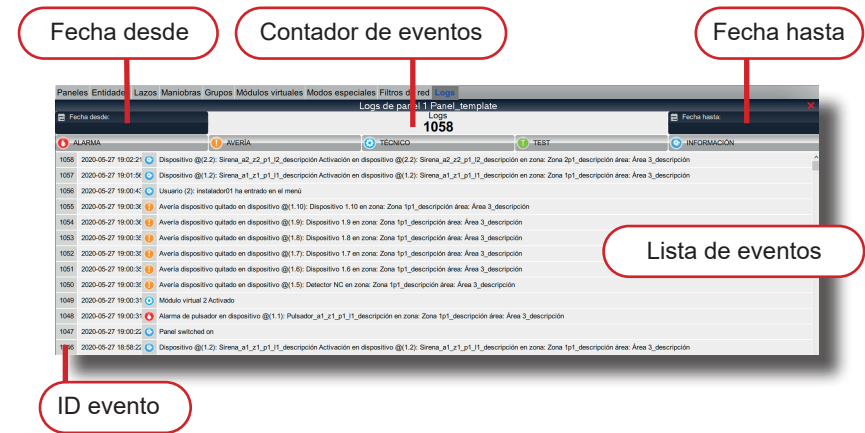 Fecha desde
Contador de eventos
Fecha hasta
Paneles Entidades Lazos Maniobras Grupos Módulos virtuales Modos especiales Filtros de red Logs
Logs de panel 1 Panel_template
Fecha desde:
Logs
Fecha hasta:
1058
ALARMA AVERÍA TÉCNICO TEST INFORMACIÓN
1058 2020-05-27 19:02:21 Dispositivo @(2.2): Sirena_a2_z2_p1_l2_descripción Activación en dispositivo @(2.2): Sirena_a2_z2_p1_l2_descripción en zona: Zona 2p1_descripción área: Área 3_descripción
1057 2020-05-27 19:01:56 Dispositivo @(1.2): Sirena_a1_z1_p1_l1_descripción Activación en dispositivo @(2.2): Sirena_a1_z1_p1_l1_descripción en zona: Zona 1p1_descripción área: Área 3_descripción
1056 2020-05-27 19:00:43 Usuario (2): instalador01 ha entrado en el menú
1055 2020-05-27 19:00:36 Avería dispositivo quitado en dispositivo @(1.10): Dispositivo 1.10 en zona: Zona 1p1_descripción área: Área 3_descripción
1054 2020-05-27 19:00:36 Avería dispositivo quitado en dispositivo @(1.9): Dispositivo 1.9 en zona: Zona 1p1_descripción área: Área 3_descripción
1053 2020-05-27 19:00:35 Avería dispositivo quitado en dispositivo @(1.8): Dispositivo 1.8 en zona: Zona 1p1_descripción área: Área 3_descripción
1052 2020-05-27 19:00:35 Avería dispositivo quitado en dispositivo @(1.7): Dispositivo 1.7 en zona: Zona 1p1_descripción área: Área 3_descripción
Lista de eventos
1051 2020-05-27 19:00:35 Avería dispositivo quitado en dispositivo @(1.6): Dispositivo 1.6 en zona: Zona 1p1_descripción área: Área 3_descripción
1050 2020-05-27 19:00:35 Avería dispositivo quitado en dispositivo @(1.5): Detector NC en zona: Zona 1p1_descripción área: Área 3_descripción
1049 2020-05-27 19:00:31 Módulo virtual 2 Activado
1048 2020-05-27 19:00:31 Alarma de pulsador en dispositivo @(1.1): Pulsador_a1_z1_p1_l1_descripción en zona: Zona 1p1_descripción área: Área 3_descripción
1047 2020-05-27 19:00:22 Panel switched on
1046 2020-05-27 18:58:22 Dispositivo @(1.2): Sirena_a1_z1_p1_l1_descripción Activación en dispositivo @(1.2): Sirena_a1_z1_p1_l1_descripción en zona: Zona 1p1_descripción área: Área 3_descripción
ID evento